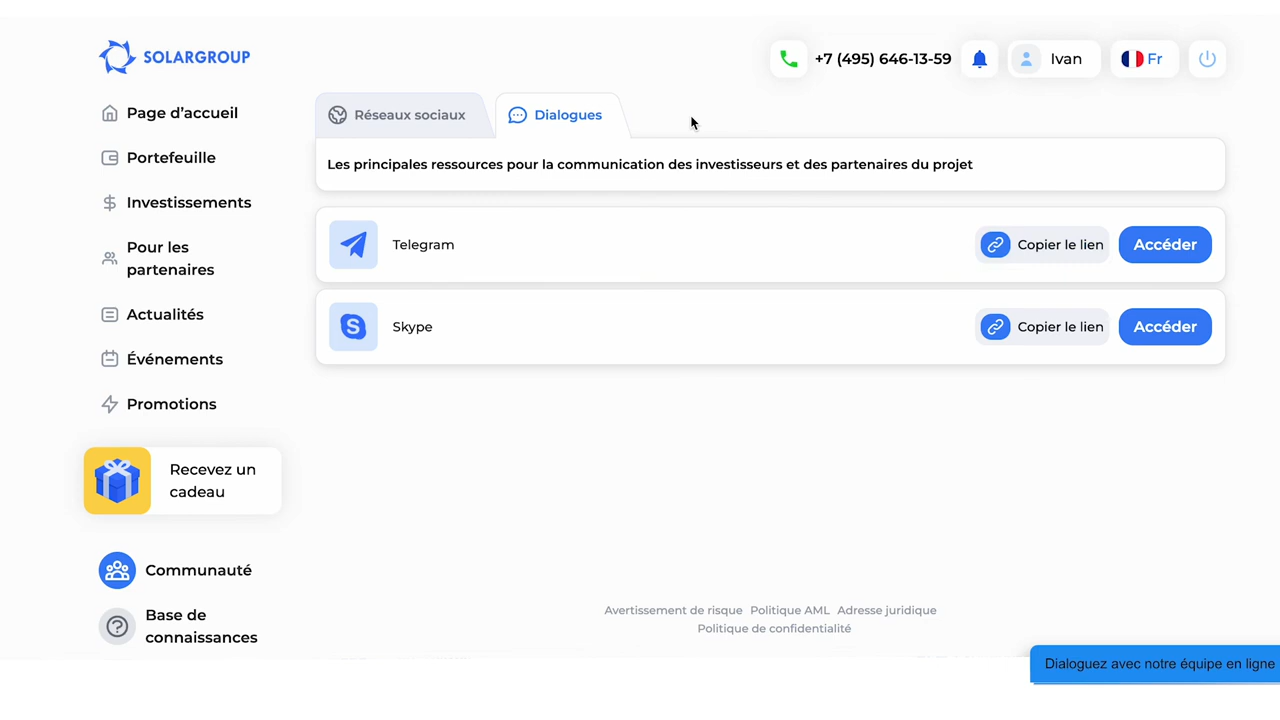 SOLARGROUP
+7 (495) 646-13-59
Ivan
Fr
Page d’accueil
Portefeuille
Investissements
Pour les
partenaires
Actualités
Événements
Promotions
Recevez un
cadeau
Communauté
Base de
connaissances
Réseaux sociaux
Dialogues
Les principales ressources pour la communication des investisseurs et des partenaires du projet
Telegram
Copier le lien
Accéder
Skype
Copier le lien
Accéder
Avertissement de risque Politique AML Adresse juridique
Politique de confidentialité
Dialoguez avec notre équipe en ligne